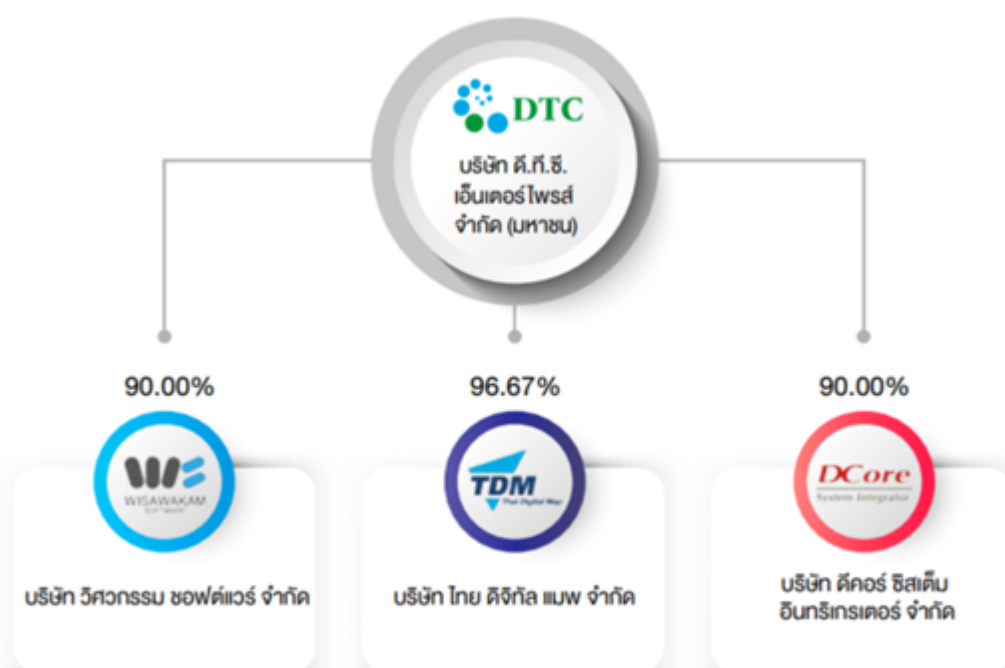 DTC
บริษัท ดี.ที.ซี.
เอ็นเตอร์ไพรส์
จำกัด (มหาชน)
90.00%
96.67%
90.00%
WS
WISAWAKAM
SOFTWARE
TDM
Thai Digital Map
DCore
System Integrator
บริษัท วิศวกรรม ซอฟต์แวร์ จำกัด
บริษัท ไทย ดิจิทัล แมพ จำกัด
บริษัท ดีคอร์ ซิสเต็ม
อินทริเกรเตอร์ จำกัด